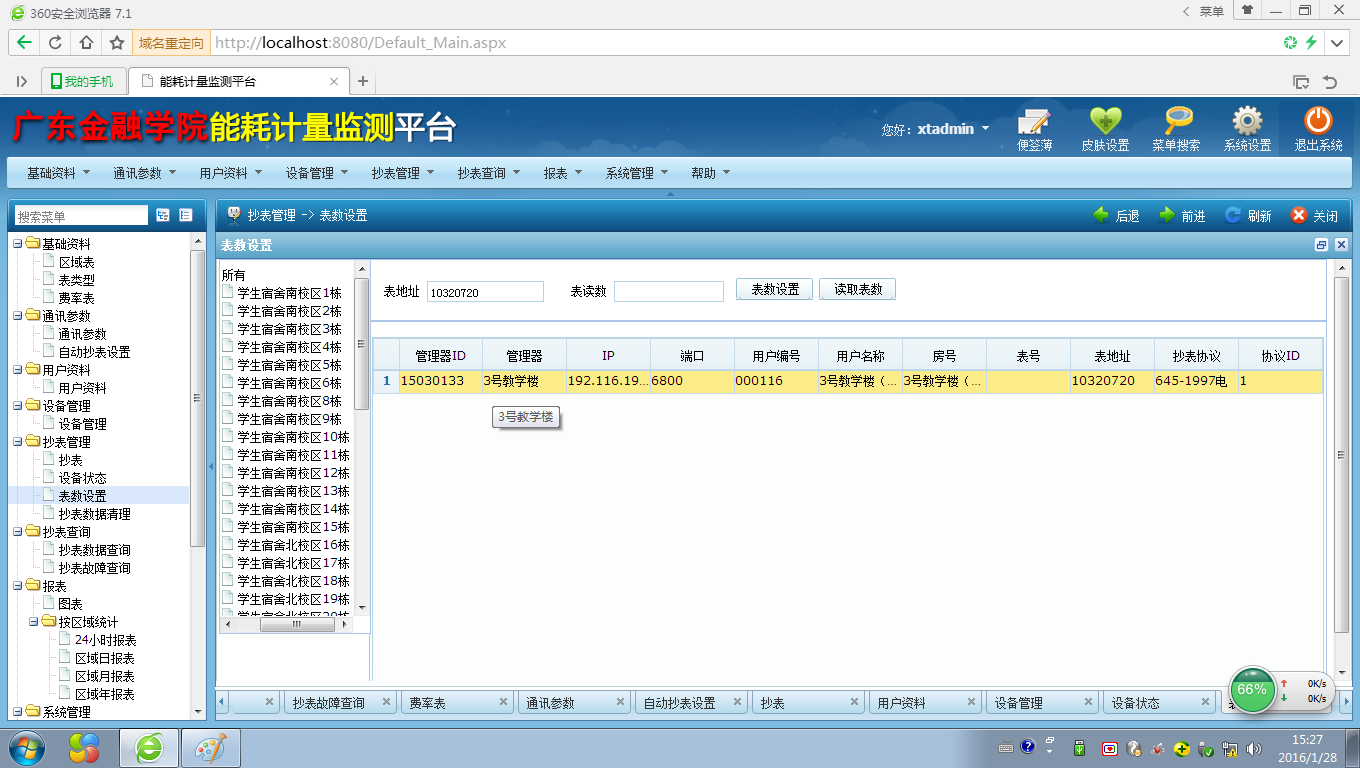 360安全浏览器 7.1
菜单
域名重定向 http://localhost:8080/Default_Main.aspx
我的手机 能耗计量监测平台
广东金融学院能耗计量监测平台
您好：xtadmin
便签薄 皮肤设置 菜单搜索 系统设置 退出系统
基础资料 通讯参数 用户资料 设备管理 抄表管理 抄表查询 报表 系统管理 帮助
搜索菜单
基础资料
区域表
表类型
费率表
通讯参数
通讯参数
自动抄表设置
用户资料
用户资料
设备管理
设备管理
抄表管理
抄表
设备状态
表数设置
抄表数据清理
抄表查询
抄表数据查询
抄表故障查询
报表
图表
按区域统计
24小时报表
区域日报表
区域月报表
区域年报表
系统管理
抄表管理 -> 表数设置
后退 前进 刷新 关闭
表数设置
所有
学生宿舍南校区1栋
学生宿舍南校区2栋
学生宿舍南校区3栋
学生宿舍南校区4栋
学生宿舍南校区5栋
学生宿舍南校区6栋
学生宿舍南校区8栋
学生宿舍南校区9栋
学生宿舍南校区10栋
学生宿舍南校区11栋
学生宿舍南校区12栋
学生宿舍南校区13栋
学生宿舍南校区14栋
学生宿舍南校区15栋
学生宿舍北校区16栋
学生宿舍北校区17栋
学生宿舍北校区18栋
学生宿舍北校区19栋
表地址 10320720 表读数 表数设置 读取表数
管理器ID 管理器 IP 端口 用户编号 用户名称 房号 表号 表地址 抄表协议 协议ID
1 15030133 3号教学楼 192.116.19... 6800 000116 3号教学楼（... 3号教学楼（... 10320720 645-1997电 1
3号教学楼
抄表故障查询 费率表 通讯参数 自动抄表设置 抄表 用户资料 设备管理 设备状态
66%
0K/s
0K/s
15:27
2016/1/28